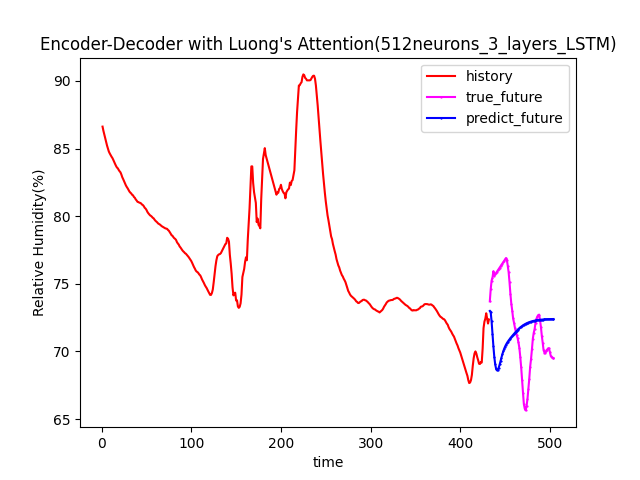 Encoder-Decoder with Luong's Attention(512neurons_3_layers_LSTM)
history
true_future
predict_future
Relative Humidity(%)
90
85
80
75
70
65
0 100 200 300 400 500
time